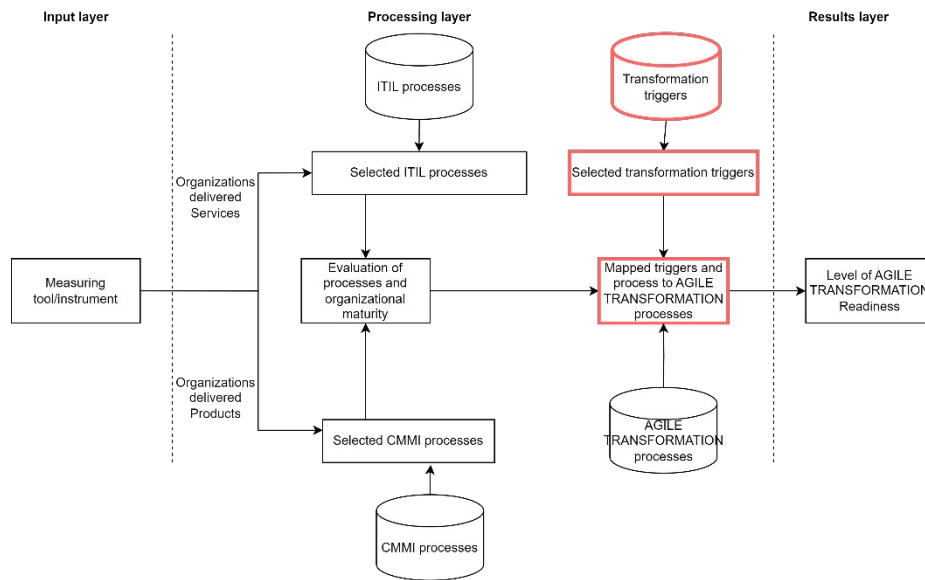 Input layer
Processing layer
Results layer
ITIL processes
Transformation
triggers
Selected ITIL processes
Selected transformation triggers
Organizations
delivered
Services
Measuring
tool/instrument
Evaluation of
processes and
organizational
maturity
Mapped triggers and
process to AGILE
TRANSFORMATION
processes
Level of AGILE
TRANSFORMATION
Readiness
Organizations
delivered
Products
Selected CMMI processes
AGILE
TRANSFORMATION
processes
CMMI processes